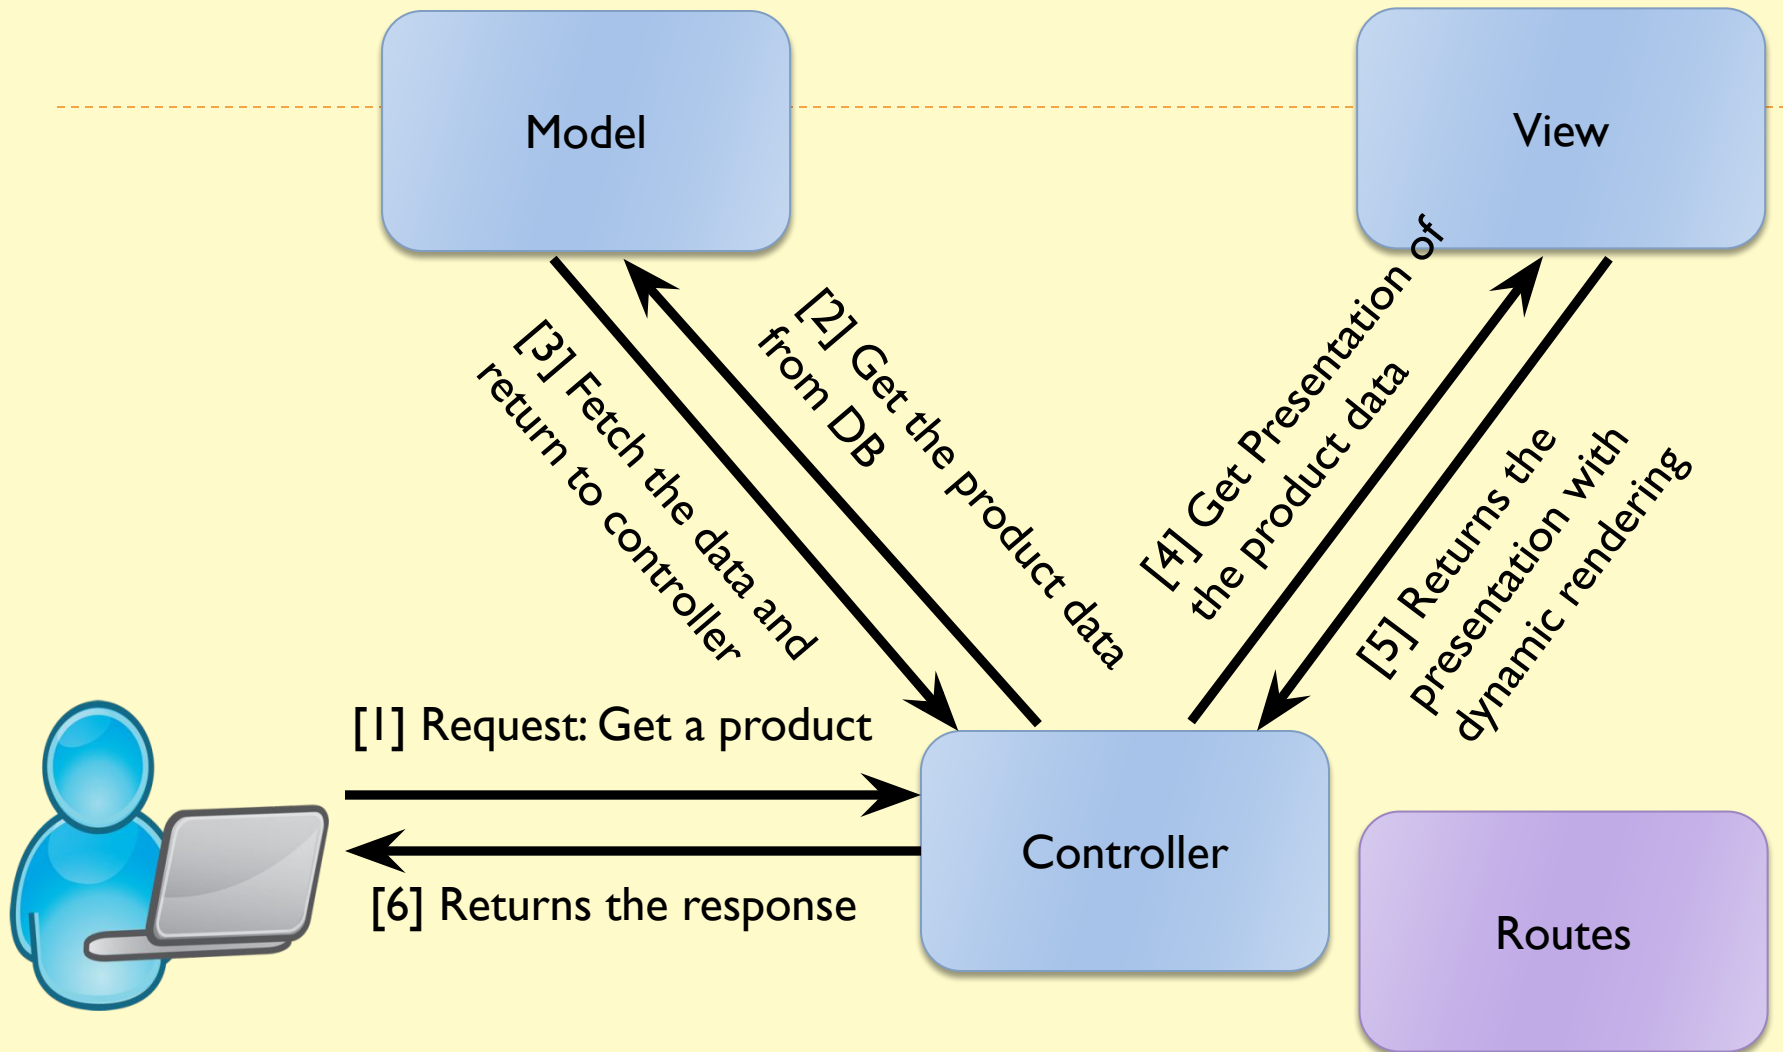 Model
View
[2] Get the product data
from DB
[3] Fetch the data and
return to controller
[4] Get Presentation of
the product data
[5] Returns the
presentation with
dynamic rendering
[1] Request: Get a product
Controller
[6] Returns the response
Routes